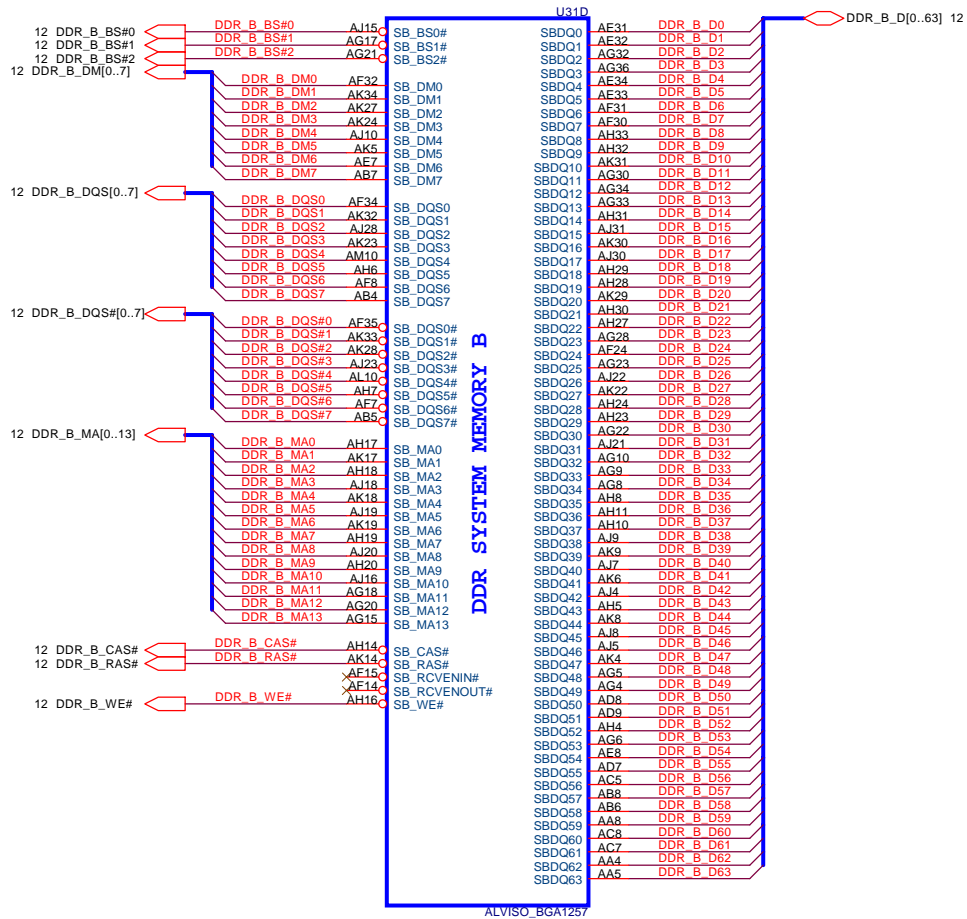 U31D
12 DDR_B_BS#0 DDR_B_BS#0 AJ15 SB_BS0#
12 DDR_B_BS#1 DDR_B_BS#1 AG17 SB_BS1#
12 DDR_B_BS#2 DDR_B_BS#2 AG21 SB_BS2#
12 DDR_B_DM[0..7]
DDR_B_DM0 AF32 SB_DM0
DDR_B_DM1 AK34 SB_DM1
DDR_B_DM2 AK27 SB_DM2
DDR_B_DM3 AK24 SB_DM3
DDR_B_DM4 AJ10 SB_DM4
DDR_B_DM5 AK5 SB_DM5
DDR_B_DM6 AE7 SB_DM6
DDR_B_DM7 AB7 SB_DM7
12 DDR_B_DQS[0..7]
DDR_B_DQS0 AF34 SB_DQS0
DDR_B_DQS1 AK32 SB_DQS1
DDR_B_DQS2 AJ28 SB_DQS2
DDR_B_DQS3 AK23 SB_DQS3
DDR_B_DQS4 AM10 SB_DQS4
DDR_B_DQS5 AH6 SB_DQS5
DDR_B_DQS6 AF8 SB_DQS6
DDR_B_DQS7 AB4 SB_DQS7
12 DDR_B_DQS#[0..7]
DDR_B_DQS#0 AF35 SB_DQS0#
DDR_B_DQS#1 AK33 SB_DQS1#
DDR_B_DQS#2 AK28 SB_DQS2#
DDR_B_DQS#3 AJ23 SB_DQS3#
DDR_B_DQS#4 AL10 SB_DQS4#
DDR_B_DQS#5 AH7 SB_DQS5#
DDR_B_DQS#6 AF7 SB_DQS6#
DDR_B_DQS#7 AB5 SB_DQS7#
12 DDR_B_MA[0..13]
DDR_B_MA0 AH17 SB_MA0
DDR_B_MA1 AK17 SB_MA1
DDR_B_MA2 AH18 SB_MA2
DDR_B_MA3 AJ18 SB_MA3
DDR_B_MA4 AK18 SB_MA4
DDR_B_MA5 AJ19 SB_MA5
DDR_B_MA6 AK19 SB_MA6
DDR_B_MA7 AH19 SB_MA7
DDR_B_MA8 AJ20 SB_MA8
DDR_B_MA9 AH20 SB_MA9
DDR_B_MA10 AJ16 SB_MA10
DDR_B_MA11 AG18 SB_MA11
DDR_B_MA12 AG20 SB_MA12
DDR_B_MA13 AG15 SB_MA13
12 DDR_B_CAS# DDR_B_CAS# AH14 SB_CAS#
12 DDR_B_RAS# DDR_B_RAS# AK14 SB_RAS#
AF15 SB_RCVENIN#
AF14 SB_RCVENOUT#
12 DDR_B_WE# DDR_B_WE# AH16 SB_WE#
DDR SYSTEM MEMORY B
DDR_B_D[0..63] 12
SBDQ0 AE31 DDR_B_D0
SBDQ1 AE32 DDR_B_D1
SBDQ2 AG32 DDR_B_D2
SBDQ3 AG36 DDR_B_D3
SBDQ4 AE34 DDR_B_D4
SBDQ5 AE33 DDR_B_D5
SBDQ6 AF31 DDR_B_D6
SBDQ7 AF30 DDR_B_D7
SBDQ8 AH33 DDR_B_D8
SBDQ9 AH32 DDR_B_D9
SBDQ10 AK31 DDR_B_D10
SBDQ11 AG30 DDR_B_D11
SBDQ12 AG34 DDR_B_D12
SBDQ13 AG33 DDR_B_D13
SBDQ14 AH31 DDR_B_D14
SBDQ15 AJ31 DDR_B_D15
SBDQ16 AK30 DDR_B_D16
SBDQ17 AJ30 DDR_B_D17
SBDQ18 AH29 DDR_B_D18
SBDQ19 AH28 DDR_B_D19
SBDQ20 AK29 DDR_B_D20
SBDQ21 AH30 DDR_B_D21
SBDQ22 AH27 DDR_B_D22
SBDQ23 AG28 DDR_B_D23
SBDQ24 AF24 DDR_B_D24
SBDQ25 AG23 DDR_B_D25
SBDQ26 AJ22 DDR_B_D26
SBDQ27 AK22 DDR_B_D27
SBDQ28 AH24 DDR_B_D28
SBDQ29 AH23 DDR_B_D29
SBDQ30 AG22 DDR_B_D30
SBDQ31 AJ21 DDR_B_D31
SBDQ32 AG10 DDR_B_D32
SBDQ33 AG9 DDR_B_D33
SBDQ34 AG8 DDR_B_D34
SBDQ35 AH8 DDR_B_D35
SBDQ36 AH11 DDR_B_D36
SBDQ37 AH10 DDR_B_D37
SBDQ38 AJ9 DDR_B_D38
SBDQ39 AK9 DDR_B_D39
SBDQ40 AJ7 DDR_B_D40
SBDQ41 AK6 DDR_B_D41
SBDQ42 AJ4 DDR_B_D42
SBDQ43 AH5 DDR_B_D43
SBDQ44 AK8 DDR_B_D44
SBDQ45 AJ8 DDR_B_D45
SBDQ46 AJ5 DDR_B_D46
SBDQ47 AK4 DDR_B_D47
SBDQ48 AG5 DDR_B_D48
SBDQ49 AG4 DDR_B_D49
SBDQ50 AD8 DDR_B_D50
SBDQ51 AD9 DDR_B_D51
SBDQ52 AH4 DDR_B_D52
SBDQ53 AG6 DDR_B_D53
SBDQ54 AE8 DDR_B_D54
SBDQ55 AD7 DDR_B_D55
SBDQ56 AC5 DDR_B_D56
SBDQ57 AB8 DDR_B_D57
SBDQ58 AB6 DDR_B_D58
SBDQ59 AA8 DDR_B_D59
SBDQ60 AC8 DDR_B_D60
SBDQ61 AC7 DDR_B_D61
SBDQ62 AA4 DDR_B_D62
SBDQ63 AA5 DDR_B_D63
ALVISO_BGA1257